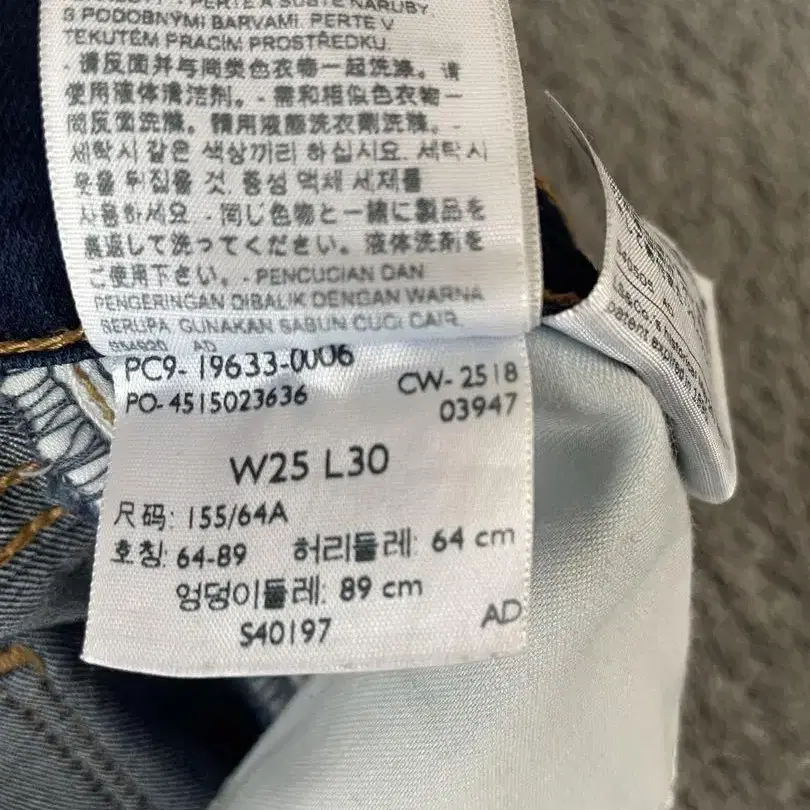 S PODOBNÝMI BARVAMI. PERTE V
TEKUTÉM PRACÍM PROSTŘEDKU.
- 请反面并与同类色衣物一起洗涤。请
使用液体清洁剂。- 需和相似色衣物一
同反面洗滌。請用液態洗衣劑洗滌。-
세탁시 같은 색상끼리 하십시요. 세탁시
옷을 뒤집을 것. 중성 액체 세제를
사용하세요 - 同じ色物と一緒に製品を
裏返して洗ってください。液体洗剤を
ご使用下さい。- PENCUCIAN DAN
PENGERINGAN DIBALIK DENGAN WARNA
SERUPA, GUNAKAN SABUN CUCI CAIR.
AD
PC9-19633-0006
PO-4515023636
CW-2518
03947
W25 L30
尺码: 155/64A
호칭: 64-89 허리둘레: 64 cm
엉덩이둘레: 89 cm
S40197
AD
patent expired in